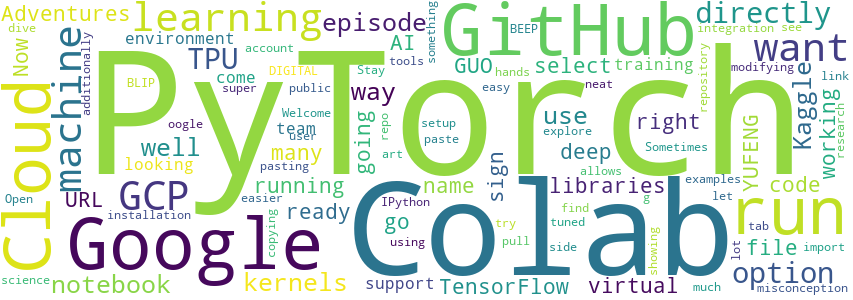 Adventures learning episode GitHub directly
dive Now environment TPU AI something BEEP integration see want
machine additionally account DIGITAL come tools GUO select training hands modifying
Cloud BLIP super Stay PyTorch way public easy neat repository Kaggle link
Welcome going use YUFENG right working
well team user repo setup deep explore code research
looking many art paste allows Sometimes
URL GCP oogle IPython sign libraries name run
Open running ready go using try find examples let tab
Google Colab pull g file import
installation copying easier tuned showing lot option
science notebook pasting kernels support TensorFlow side virtual much misconception